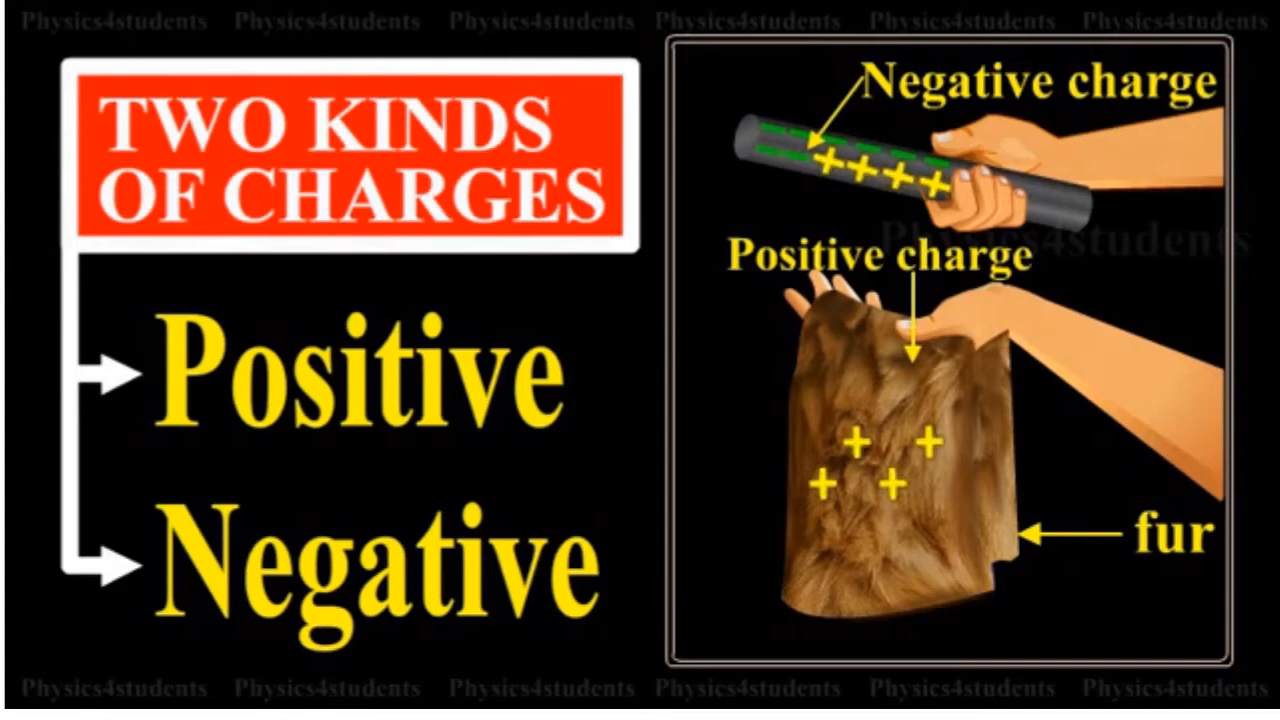 Physics4students Physics4students Physics4students Physics4students Physics4students Physics4students
TWO KINDS
OF CHARGES
Positive
Negative
Negative charge
- - - - - -
- - -
+ + + +
Physics4students
Positive charge
+ +
+ +
fur
Physics4students Physics4students Physics4students Physics4students Physics4students Physics4students